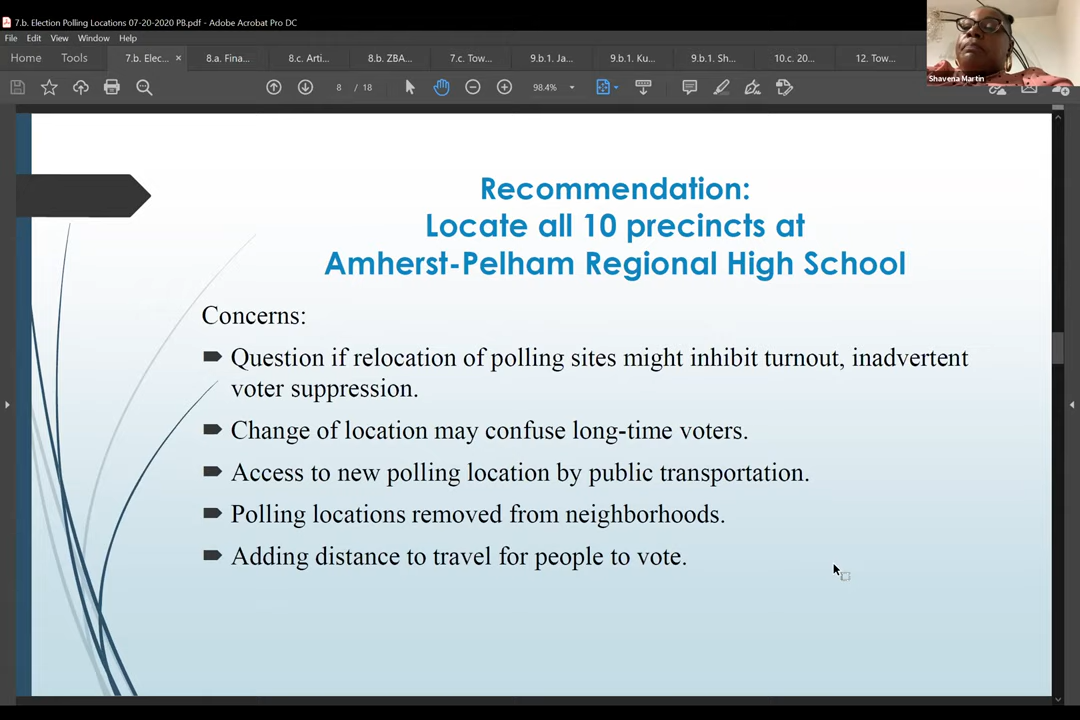 7.b. Election Polling Locations 07-20-2020 PB.pdf - Adobe Acrobat Pro DC
File Edit View Window Help
Home Tools 7.b. Elec... × 8.a. Fina... 8.c. Arti... 8.b. ZBA... 7.c. Tow... 9.b.1. Ja... 9.b.1. Ku... 9.b.1. Sh... 10.c. 20... 12. Tow...
Shavena Martin
8 / 18 98.4%
Recommendation:
Locate all 10 precincts at
Amherst-Pelham Regional High School
Concerns:
Question if relocation of polling sites might inhibit turnout, inadvertent
voter suppression.
Change of location may confuse long-time voters.
Access to new polling location by public transportation.
Polling locations removed from neighborhoods.
Adding distance to travel for people to vote.